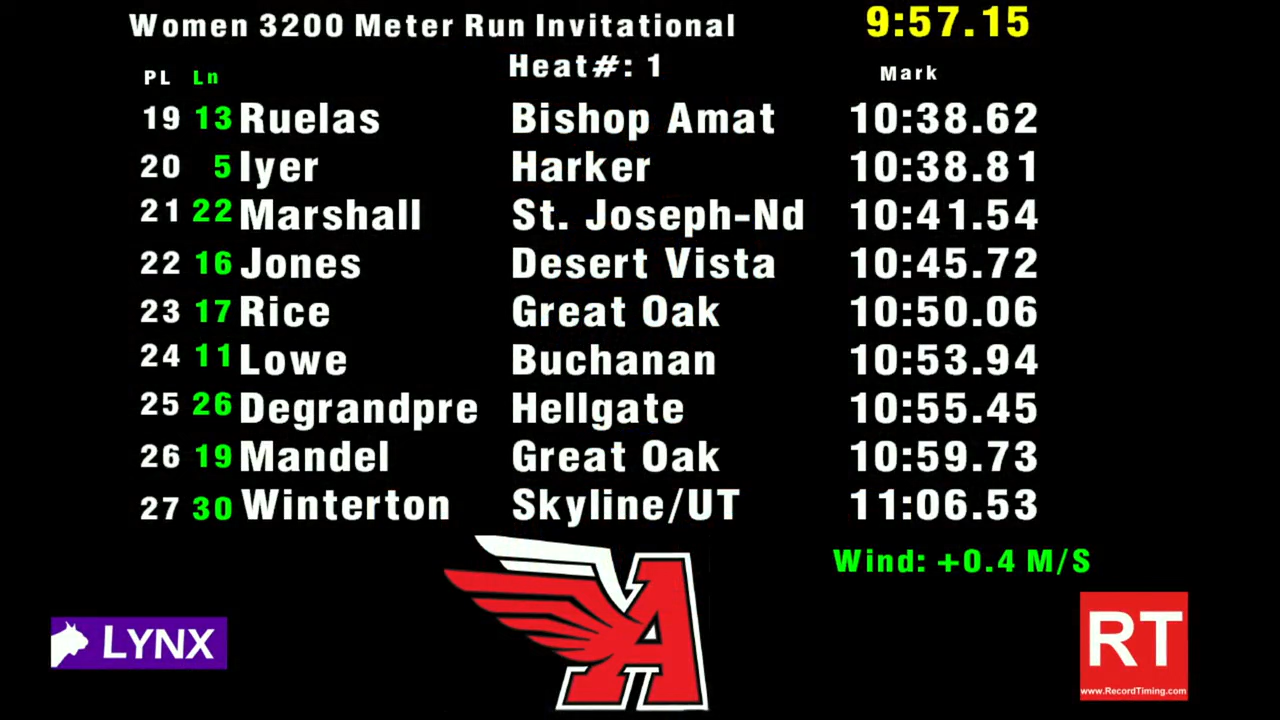 Women 3200 Meter Run Invitational 9:57.15
Heat#: 1
PL Ln Mark
19 13 Ruelas Bishop Amat 10:38.62
20 5 Iyer Harker 10:38.81
21 22 Marshall St. Joseph-Nd 10:41.54
22 16 Jones Desert Vista 10:45.72
23 17 Rice Great Oak 10:50.06
24 11 Lowe Buchanan 10:53.94
25 26 Degrandpre Hellgate 10:55.45
26 19 Mandel Great Oak 10:59.73
27 30 Winterton Skyline/UT 11:06.53
Wind: +0.4 M/S
A
LYNX
RT
www.RecordTiming.com